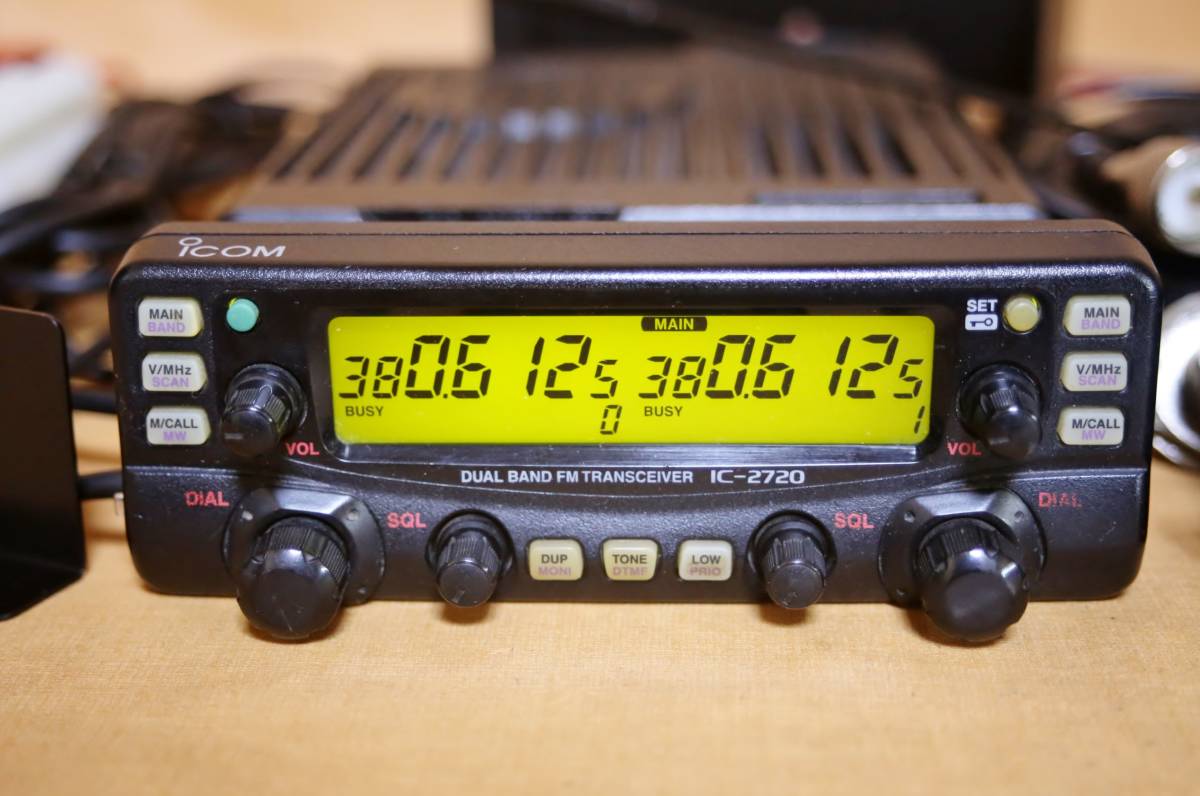 ICOM
MAIN
BAND
V/MHz
SCAN
M/CALL
MW
VOL
MAIN
380.6125 380.6125
BUSY BUSY
0 1
SET
MAIN
BAND
V/MHz
SCAN
M/CALL
MW
VOL
DUAL BAND FM TRANSCEIVER IC-2720
DIAL
SQL
DUP
MONI
TONE
DTMF
LOW
PRIO
SQL
DIAL